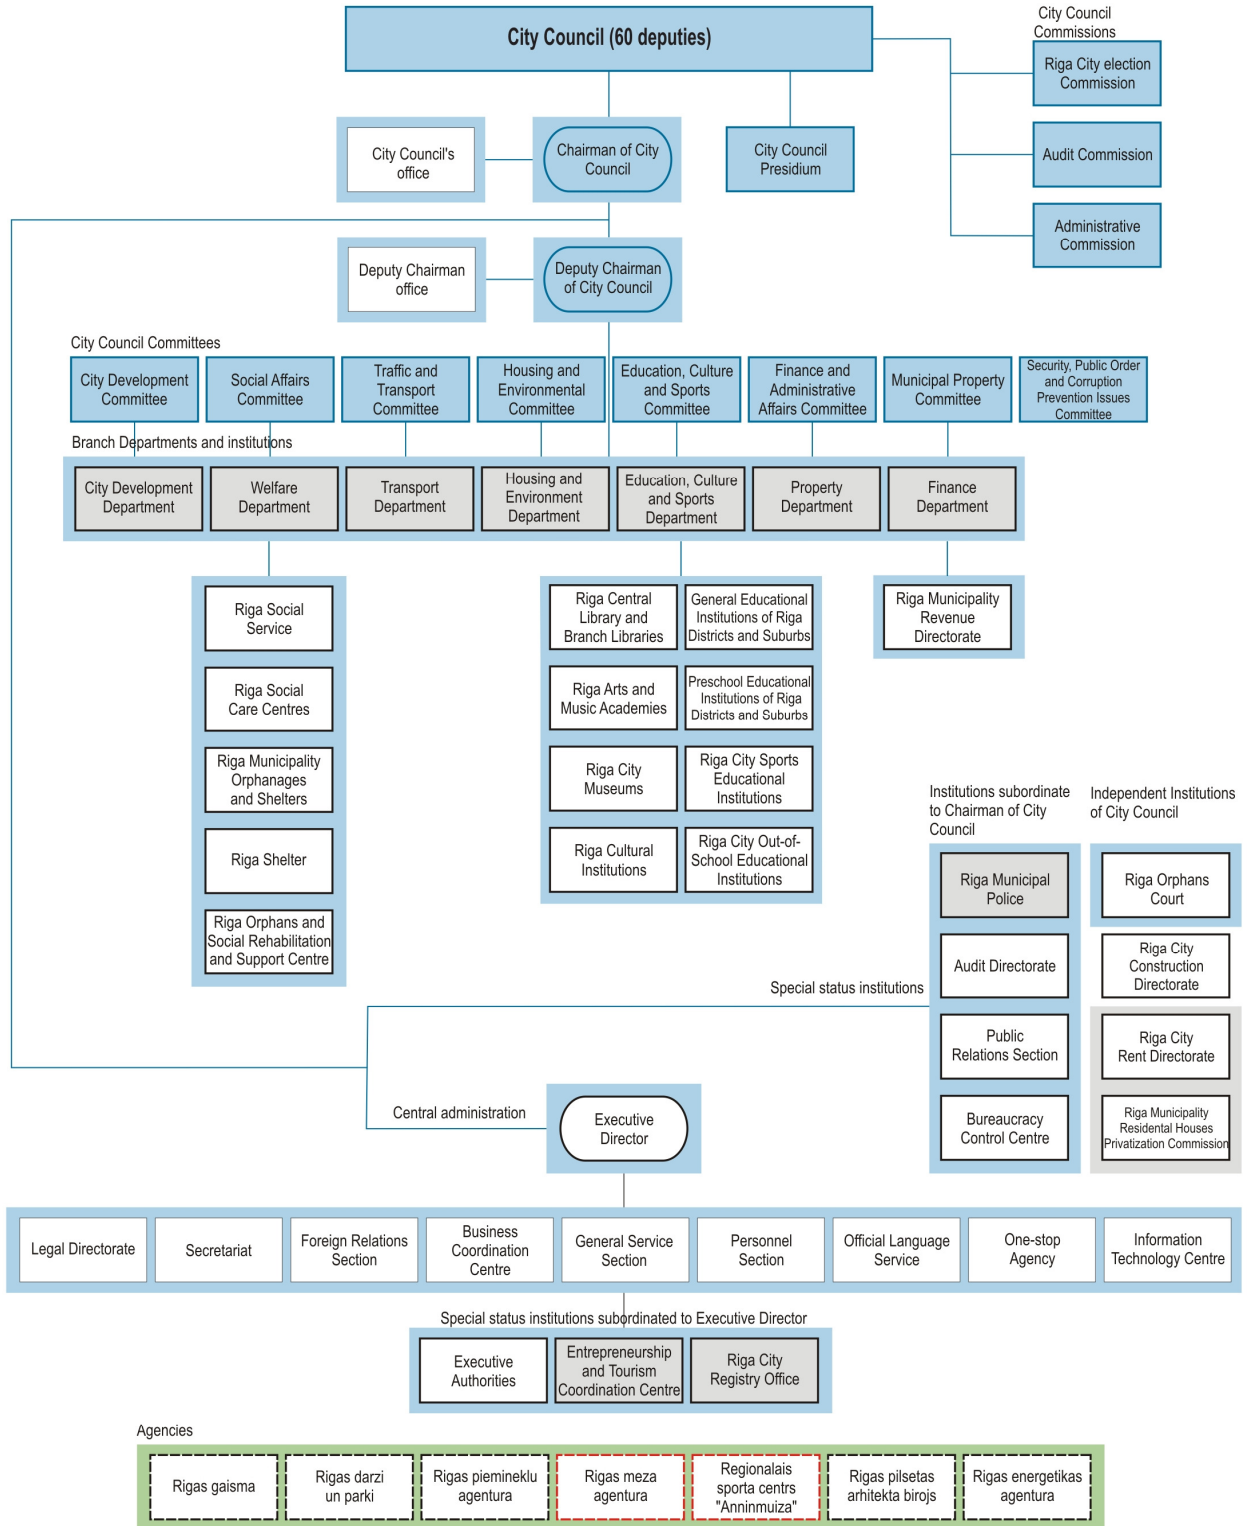 City Council (60 deputies)
City Council
Commissions
Riga City election
Commission
Audit Commission
Administrative
Commission
City Council's
office
Chairman of City
Council
City Council
Presidium
Deputy Chairman
office
Deputy Chairman
of City Council
City Council Committees
City Development
Committee
Social Affairs
Committee
Traffic and
Transport
Committee
Housing and
Environmental
Committee
Education, Culture
and Sports
Committee
Finance and
Administrative
Affairs Committee
Municipal Property
Committee
Security, Public Order
and Corruption
Prevention Issues
Committee
Branch Departments and institutions
City Development
Department
Welfare
Department
Transport
Department
Housing and
Environment
Department
Education, Culture
and Sports
Department
Property
Department
Finance
Department
Riga Social
Service
Riga Social
Care Centres
Riga Municipality
Orphanages
and Shelters
Riga Shelter
Riga Orphans and
Social Rehabilitation
and Support Centre
Riga Central
Library and
Branch Libraries
General Educational
Institutions of Riga
Districts and Suburbs
Riga Arts and
Music Academies
Preschool Educational
Institutions of Riga
Districts and Suburbs
Riga City
Museums
Riga City Sports
Educational
Institutions
Riga Cultural
Institutions
Riga City Out-of-
School Educational
Institutions
Riga Municipality
Revenue
Directorate
Institutions subordinate
to Chairman of City
Council
Riga Municipal
Police
Audit Directorate
Public
Relations Section
Bureaucracy
Control Centre
Independent Institutions
of City Council
Riga Orphans
Court
Riga City
Construction
Directorate
Riga City
Rent Directorate
Riga Municipality
Residental Houses
Privatization Commission
Special status institutions
Central administration
Executive
Director
Legal Directorate
Secretariat
Foreign Relations
Section
Business
Coordination
Centre
General Service
Section
Personnel
Section
Official Language
Service
One-stop
Agency
Information
Technology Centre
Special status institutions subordinated to Executive Director
Executive
Authorities
Entrepreneurship
and Tourism
Coordination Centre
Riga City
Registry Office
Agencies
Rigas gaisma
Rigas darzi
un parki
Rigas piemineklu
agentura
Rigas meza
agentura
Regionalais
sporta centrs
"Anninmuiza"
Rigas pilsetas
arhitekta birojs
Rigas energetikas
agentura